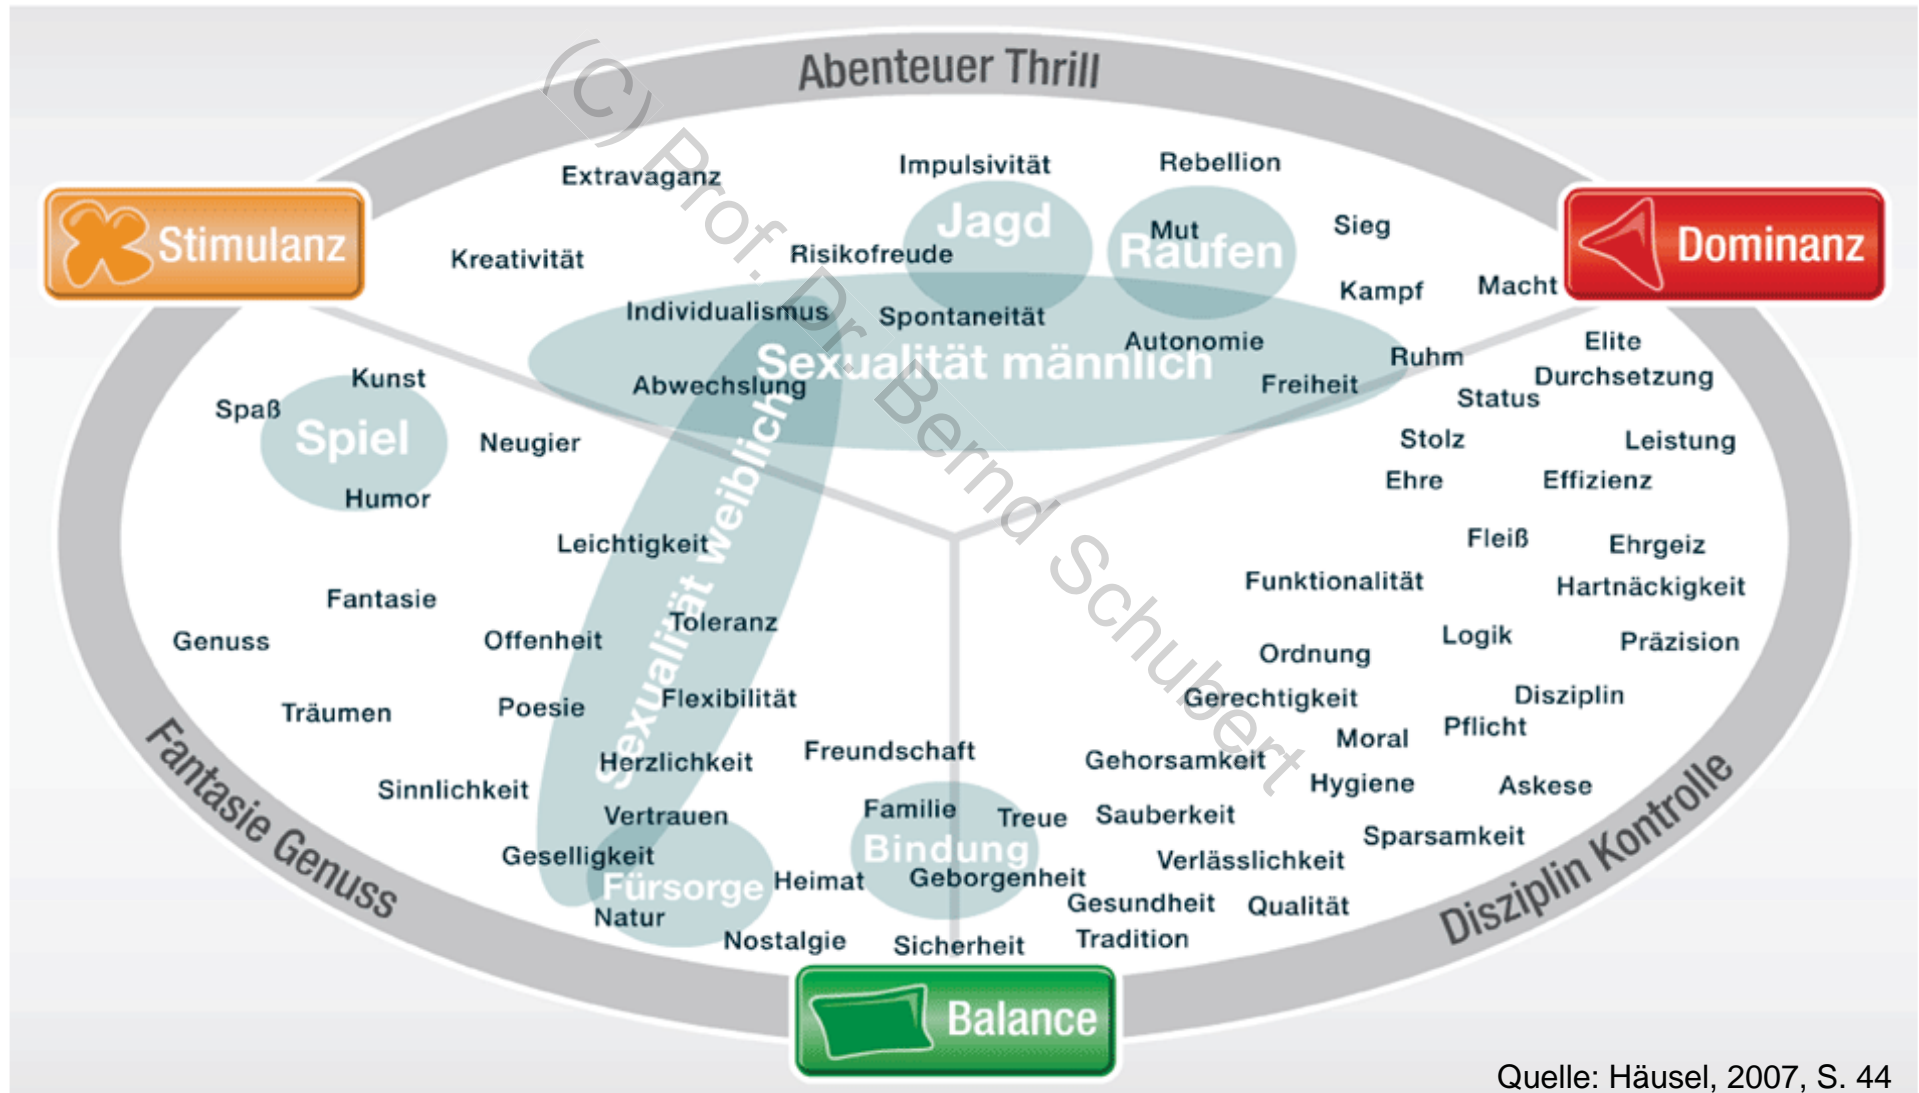 Abenteuer Thrill
(C) Prof. Dr. Bernd Schubert
Extravaganz
Impulsivität
Rebellion
Stimulanz
Jagd
Mut
Raufen
Sieg
Dominanz
Kreativität
Risikofreude
Kampf
Macht
Individualismus
Spontaneität
Autonomie
Elite
Sexualität männlich
Ruhm
Durchsetzung
Kunst
Abwechslung
Freiheit
Status
Spaß
Spiel
Neugier
Stolz
Leistung
Humor
Ehre
Effizienz
Sexualität weiblich
Leichtigkeit
Fleiß
Ehrgeiz
Fantasie
Funktionalität
Hartnäckigkeit
Genuss
Offenheit
Toleranz
Logik
Präzision
Ordnung
Träumen
Poesie
Flexibilität
Gerechtigkeit
Disziplin
Pflicht
Moral
Herzlichkeit
Freundschaft
Gehorsamkeit
Hygiene
Askese
Sinnlichkeit
Vertrauen
Familie
Treue
Sauberkeit
Sparsamkeit
Fantasie Genuss
Disziplin Kontrolle
Geselligkeit
Bindung
Verlässlichkeit
Fürsorge
Heimat
Geborgenheit
Gesundheit
Qualität
Natur
Nostalgie
Sicherheit
Tradition
Balance
Quelle: Häusel, 2007, S. 44